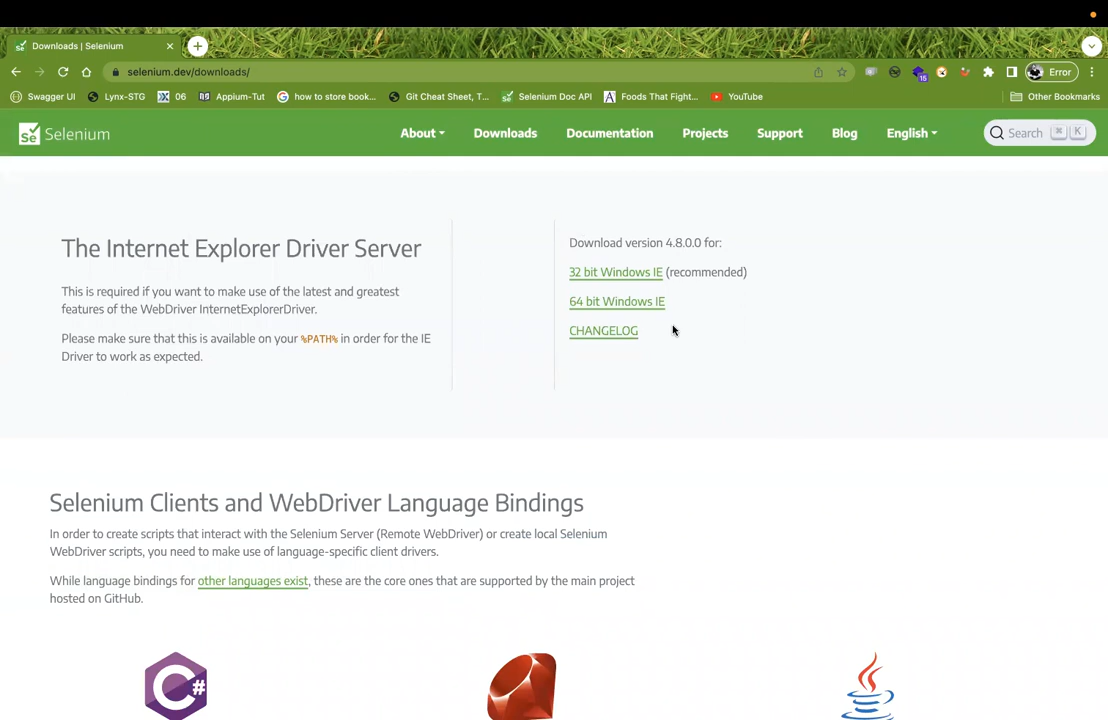 Downloads | Selenium
selenium.dev/downloads/
16
Error
Swagger UI
Lynx-STG
06
Appium-Tut
how to store book...
Git Cheat Sheet, T...
Selenium Doc API
Foods That Fight...
YouTube
Other Bookmarks
Se Selenium
About
Downloads
Documentation
Projects
Support
Blog
English
Search ⌘ K
The Internet Explorer Driver Server
This is required if you want to make use of the latest and greatest
features of the WebDriver InternetExplorerDriver.
Please make sure that this is available on your %PATH% in order for the IE
Driver to work as expected.
Download version 4.8.0.0 for:
32 bit Windows IE (recommended)
64 bit Windows IE
CHANGELOG
Selenium Clients and WebDriver Language Bindings
In order to create scripts that interact with the Selenium Server (Remote WebDriver) or create local Selenium
WebDriver scripts, you need to make use of language-specific client drivers.
While language bindings for other languages exist, these are the core ones that are supported by the main project
hosted on GitHub.
C#